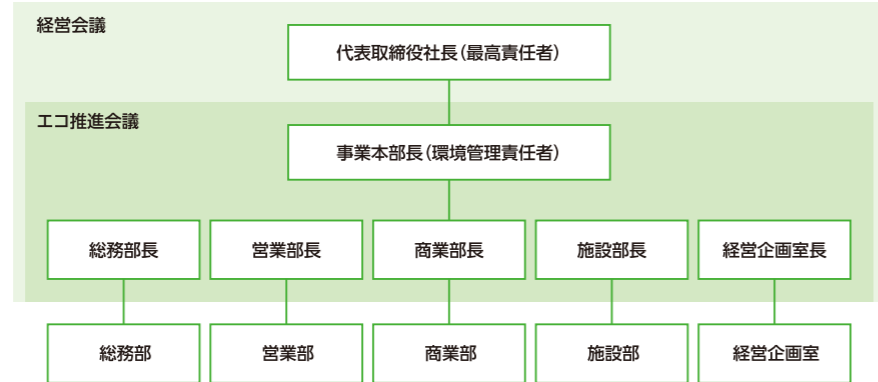 経営会議
代表取締役社長(最高責任者)
エコ推進会議
事業本部長(環境管理責任者)
総務部長 営業部長 商業部長 施設部長 経営企画室長
総務部 営業部 商業部 施設部 経営企画室